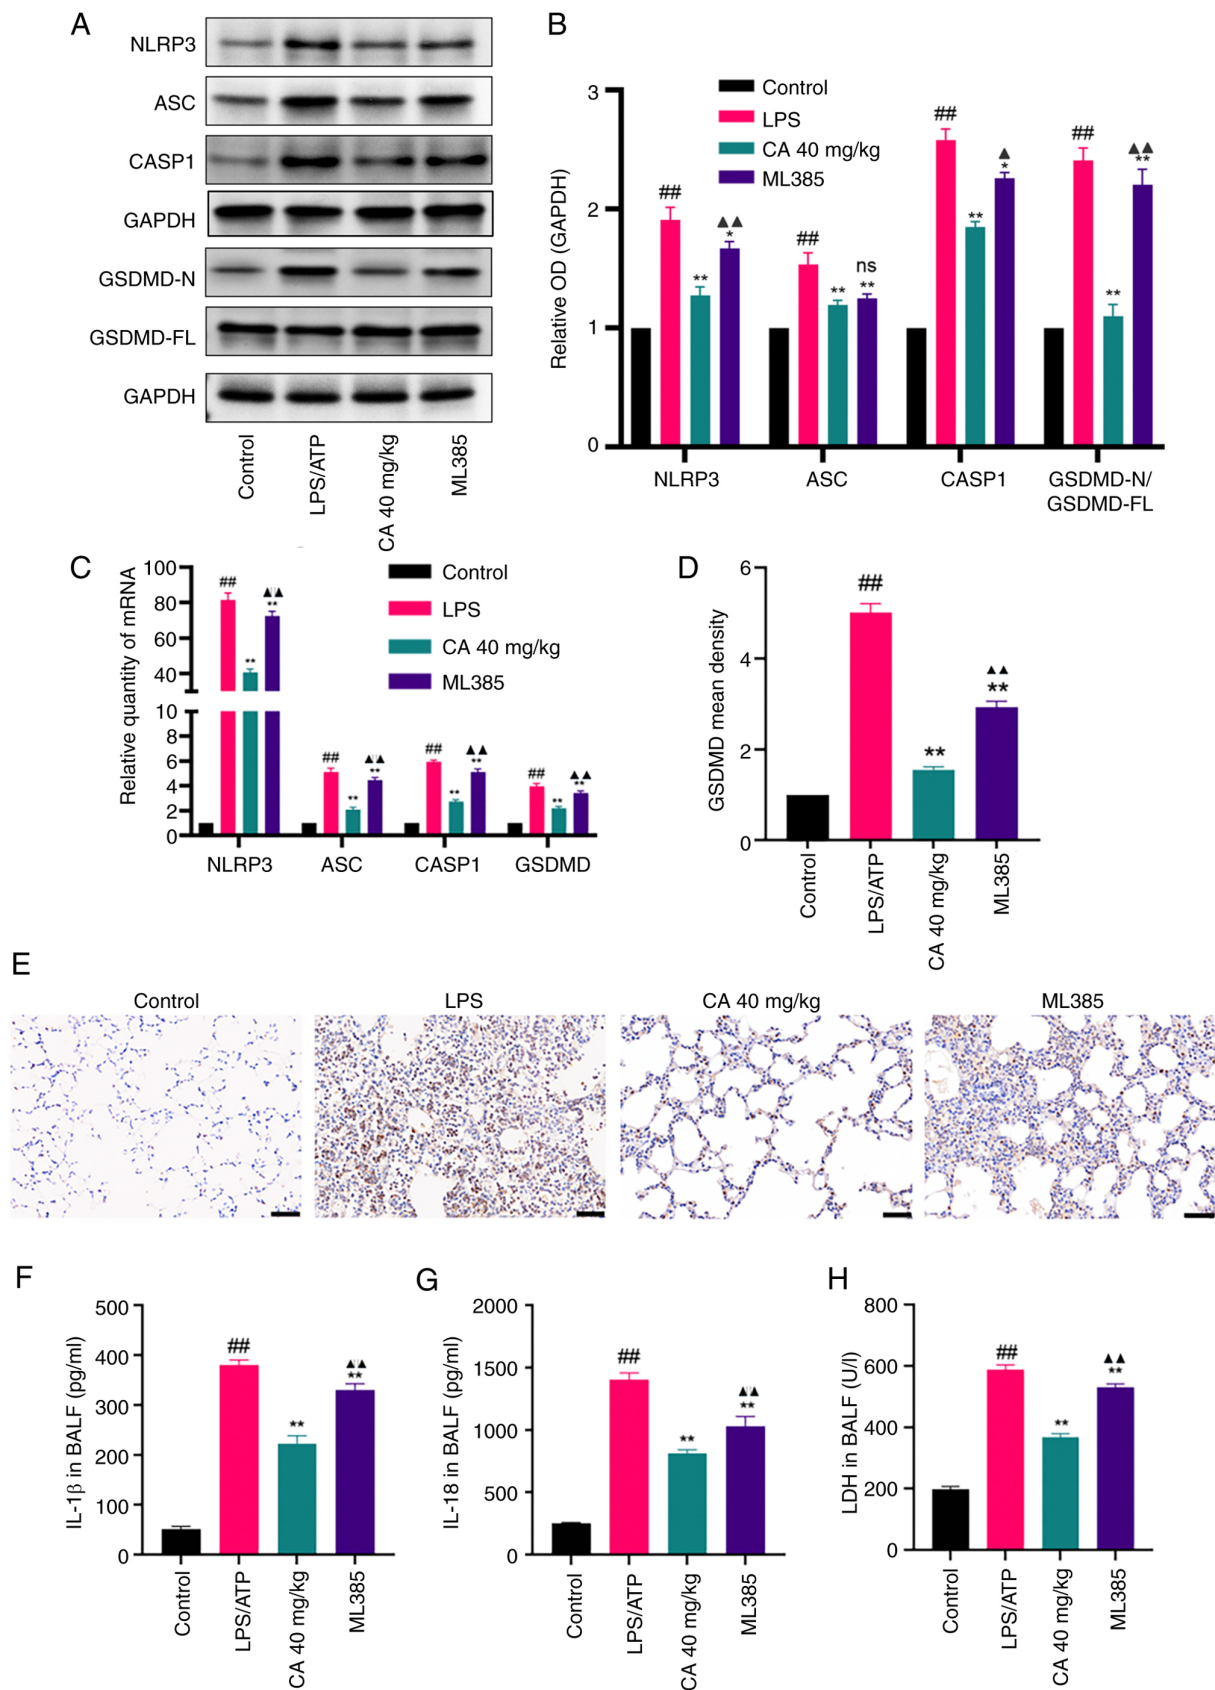 A
NLRP3
ASC
CASP1
GAPDH
GSDMD-N
GSDMD-FL
GAPDH
Control
LPS/ATP
CA 40 mg/kg
ML385
B
Relative OD (GAPDH)
3
2
1
0
Control
LPS
CA 40 mg/kg
ML385
## ** ▲▲ *
## ** ns **
## ** ▲ *
## ** ▲▲ **
NLRP3
ASC
CASP1
GSDMD-N/
GSDMD-FL
C
Relative quantity of mRNA
100
80
60
40
10
8
6
4
2
0
Control
LPS
CA 40 mg/kg
ML385
## ** ▲▲ **
## ** ▲▲ **
## ** ▲▲ **
## ** ▲▲ **
NLRP3
ASC
CASP1
GSDMD
D
GSDMD mean density
6
4
2
0
## ** ▲▲ **
Control
LPS/ATP
CA 40 mg/kg
ML385
E
Control
LPS
CA 40 mg/kg
ML385
F
IL-1β in BALF (pg/ml)
500
400
300
200
100
0
## ** ▲▲ **
Control
LPS/ATP
CA 40 mg/kg
ML385
G
IL-18 in BALF (pg/ml)
2000
1500
1000
500
0
## ** ▲▲ **
Control
LPS/ATP
CA 40 mg/kg
ML385
H
LDH in BALF (U/l)
800
600
400
200
0
## ** ▲▲ **
Control
LPS/ATP
CA 40 mg/kg
ML385